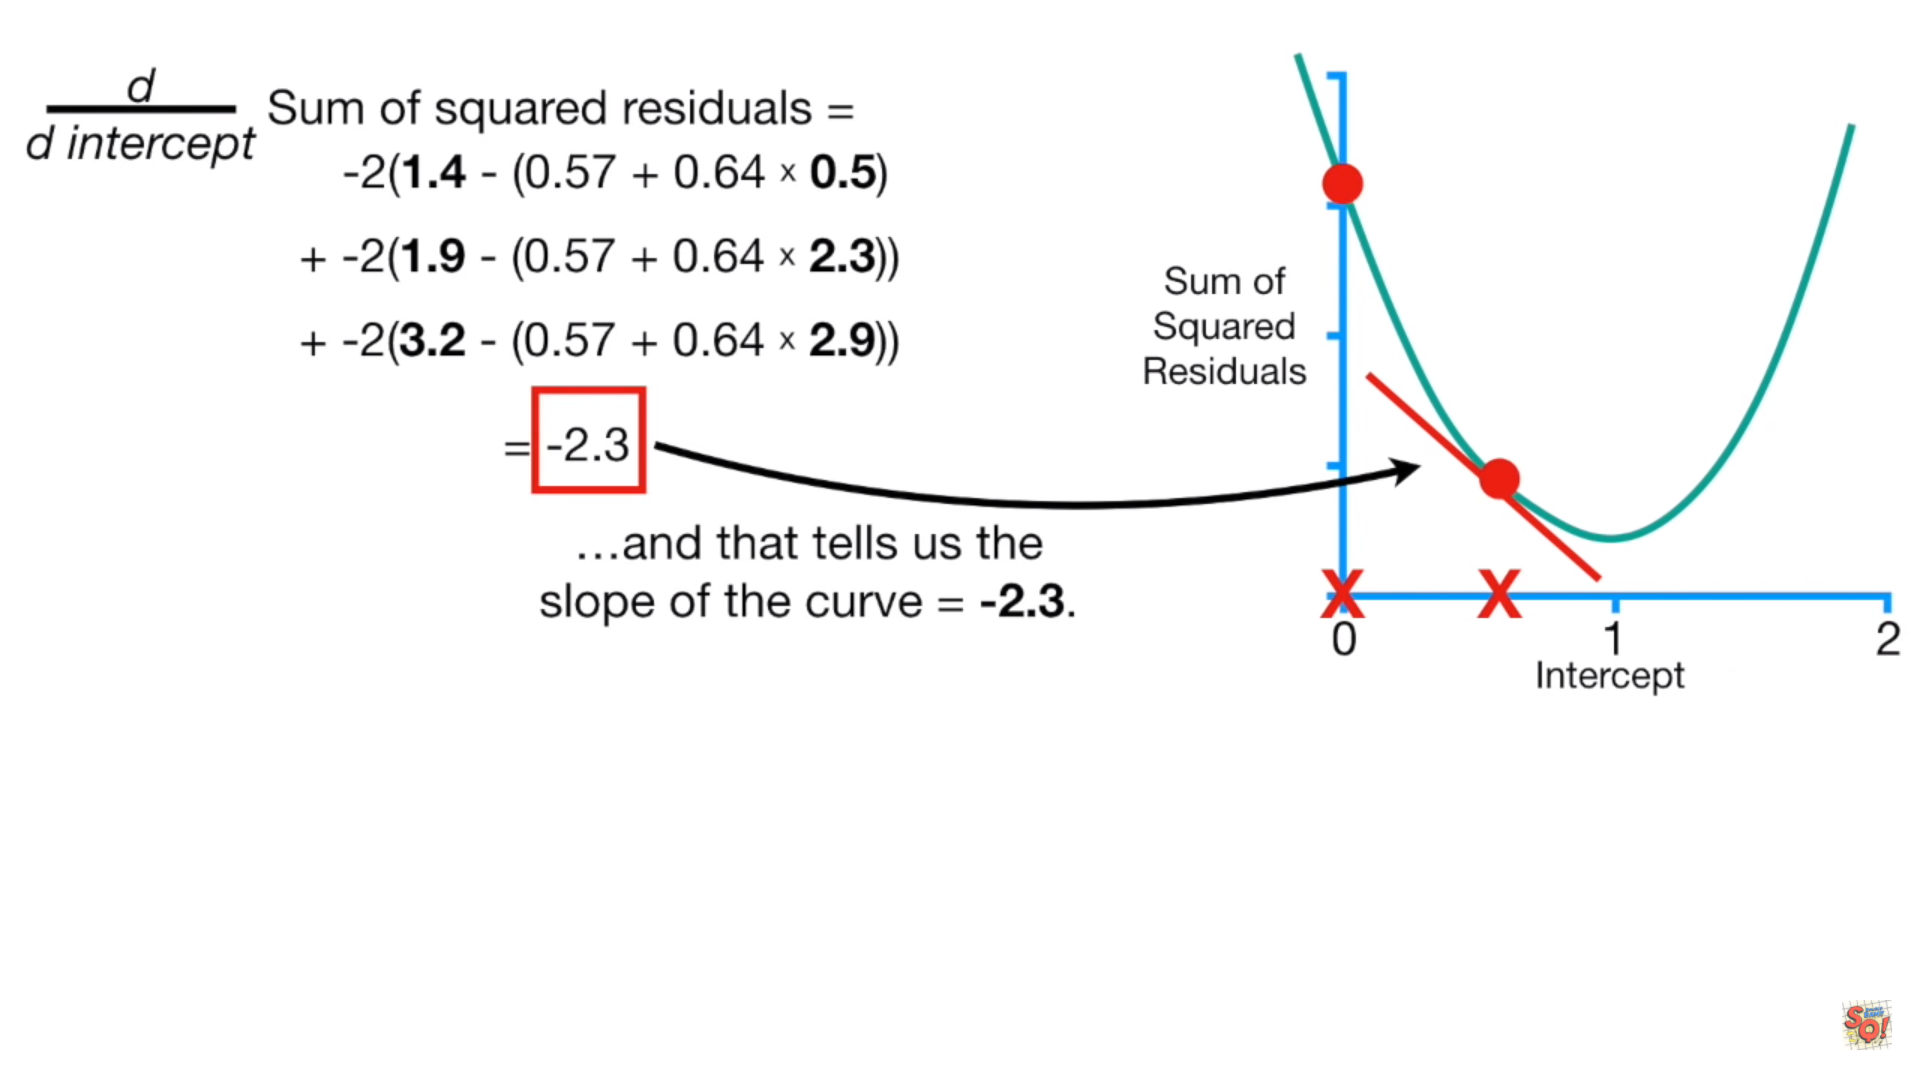 d
d intercept
Sum of squared residuals =
-2(1.4 - (0.57 + 0.64 x 0.5)
+ -2(1.9 - (0.57 + 0.64 x 2.3))
+ -2(3.2 - (0.57 + 0.64 x 2.9))
= -2.3
…and that tells us the
slope of the curve = -2.3.
Sum of
Squared
Residuals
X X
0 1 2
Intercept
SQ!